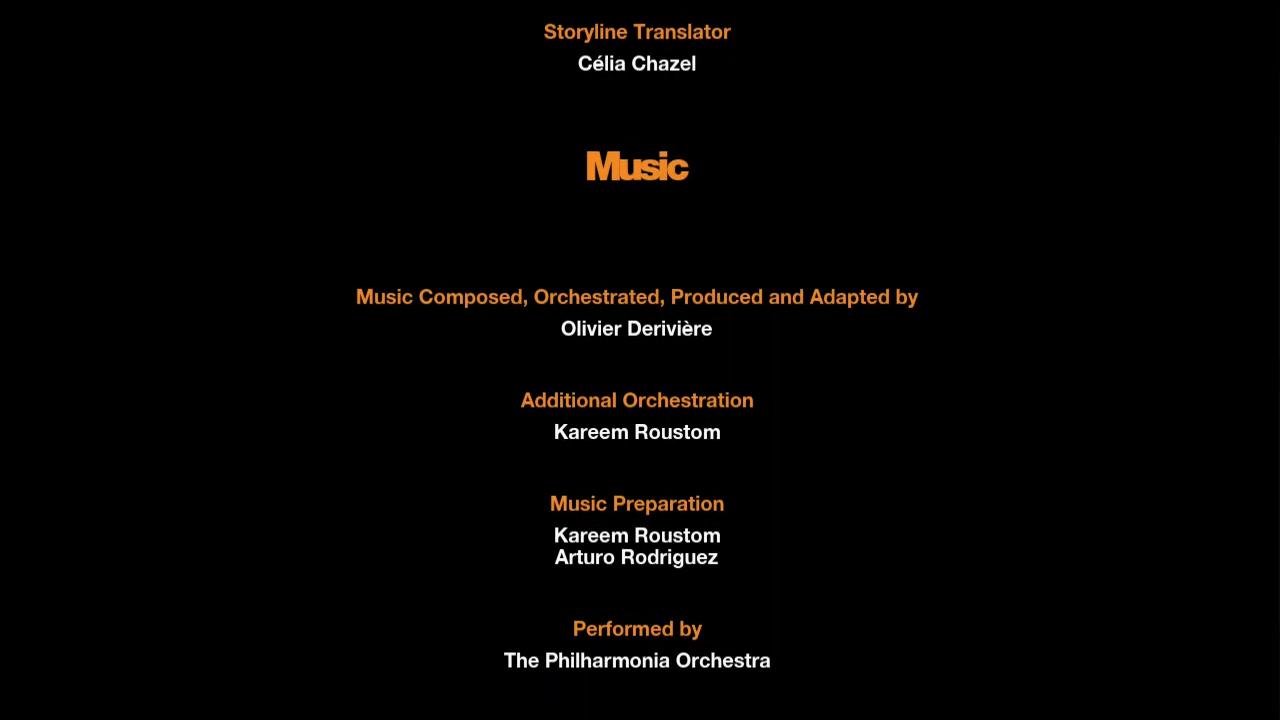 Storyline Translator
Célia Chazel
Music
Music Composed, Orchestrated, Produced and Adapted by
Olivier Derivière
Additional Orchestration
Kareem Roustom
Music Preparation
Kareem Roustom
Arturo Rodriguez
Performed by
The Philharmonia Orchestra